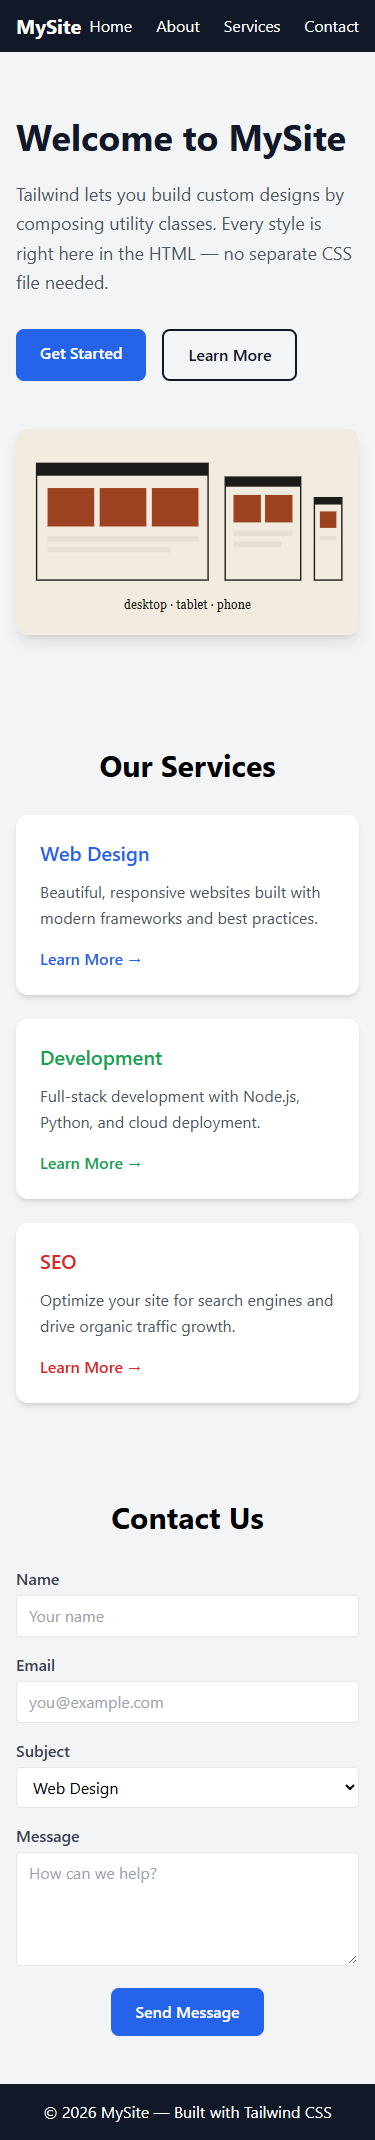 MySite Home About Services Contact
Welcome to MySite
Tailwind lets you build custom designs by
composing utility classes. Every style is
right here in the HTML — no separate CSS
file needed.
Get Started Learn More
desktop · tablet · phone
Our Services
Web Design
Beautiful, responsive websites built with
modern frameworks and best practices.
Learn More →
Development
Full-stack development with Node.js,
Python, and cloud deployment.
Learn More →
SEO
Optimize your site for search engines and
drive organic traffic growth.
Learn More →
Contact Us
Name
Your name
Email
you@example.com
Subject
Web Design
Message
How can we help?
Send Message
© 2026 MySite — Built with Tailwind CSS